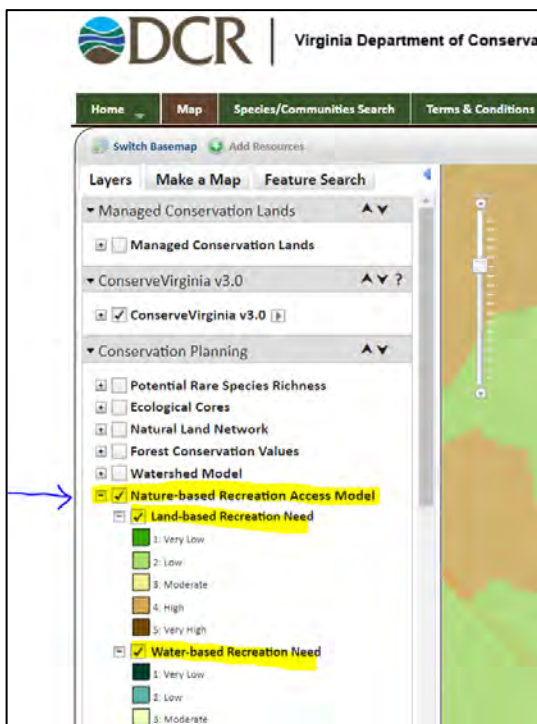 DCR
Virginia Department of Conserva
Home Map Species/Communities Search Terms & Conditions
Switch Basemap Add Resources
Layers Make a Map Feature Search
Managed Conservation Lands
Managed Conservation Lands
ConserveVirginia v3.0 ?
ConserveVirginia v3.0
Conservation Planning
Potential Rare Species Richness
Ecological Cores
Natural Land Network
Forest Conservation Values
Watershed Model
Nature-based Recreation Access Model
Land-based Recreation Need
1: Very Low
2: Low
3: Moderate
4: High
5: Very High
Water-based Recreation Need
1: Very Low
2: Low
3: Moderate